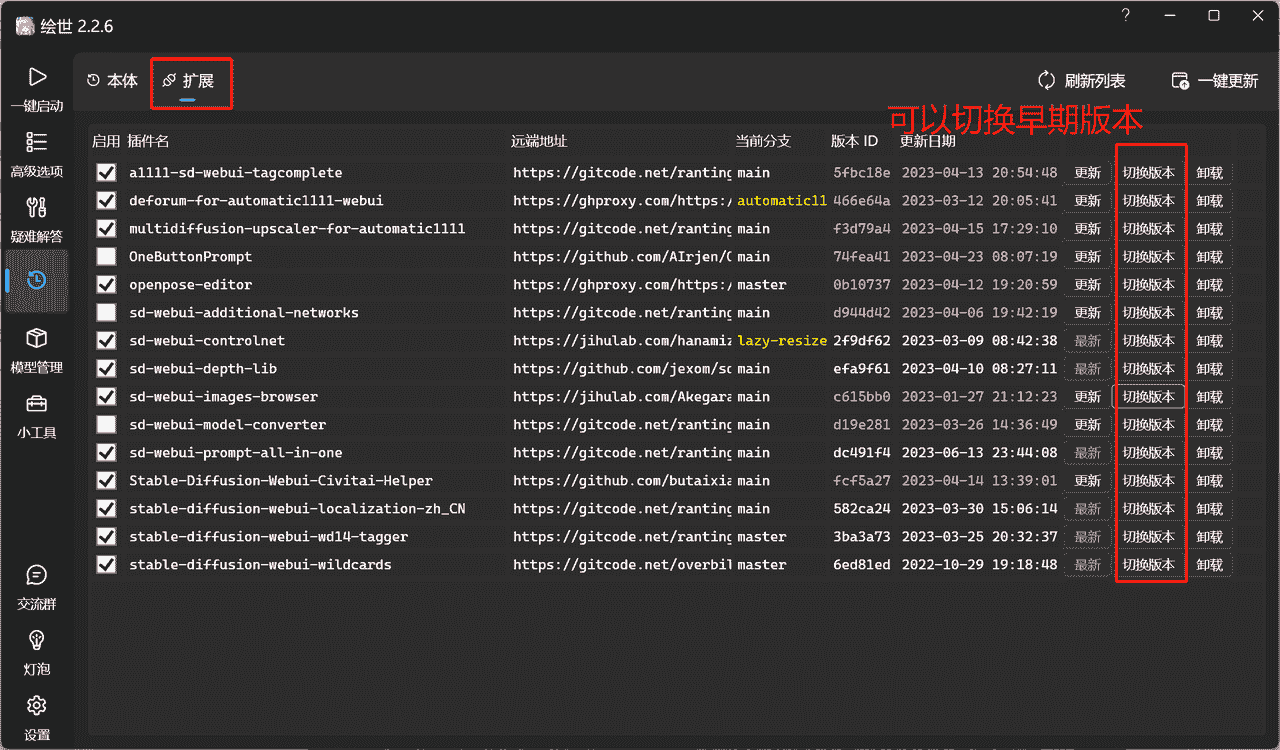 绘世 2.2.6
?
一键启动
高级选项
疑难解答
模型管理
小工具
交流群
灯泡
设置
本体 扩展 刷新列表 一键更新
可以切换早期版本
启用 插件名 远端地址 当前分支 版本 ID 更新日期
a1111-sd-webui-tagcomplete https://gitcode.net/ranting main 5fbc18e 2023-04-13 20:54:48 更新 切换版本 卸载
deforum-for-automatic1111-webui https://ghproxy.com/https:/ automatic11 466e64a 2023-03-12 20:05:41 更新 切换版本 卸载
multidiffusion-upscaler-for-automatic1111 https://gitcode.net/ranting main f3d79a4 2023-04-15 17:29:10 更新 切换版本 卸载
OneButtonPrompt https://github.com/AIrjen/O main 74fea41 2023-04-23 08:07:19 更新 切换版本 卸载
openpose-editor https://ghproxy.com/https:/ master 0b10737 2023-04-12 19:20:59 更新 切换版本 卸载
sd-webui-additional-networks https://gitcode.net/ranting main d944d42 2023-04-06 19:42:19 更新 切换版本 卸载
sd-webui-controlnet https://jihulab.com/hanamiz lazy-resize 2f9df62 2023-03-09 08:42:38 最新 切换版本 卸载
sd-webui-depth-lib https://github.com/jexom/sd main efa9f61 2023-04-10 08:27:11 最新 切换版本 卸载
sd-webui-images-browser https://jihulab.com/Akegara main c615bb0 2023-01-27 21:12:23 更新 切换版本 卸载
sd-webui-model-converter https://gitcode.net/ranting main d19e281 2023-03-26 14:36:49 更新 切换版本 卸载
sd-webui-prompt-all-in-one https://gitcode.net/ranting main dc491f4 2023-06-13 23:44:08 最新 切换版本 卸载
Stable-Diffusion-Webui-Civitai-Helper https://github.com/butaixia main fcf5a27 2023-04-14 13:39:01 更新 切换版本 卸载
stable-diffusion-webui-localization-zh_CN https://gitcode.net/ranting main 582ca24 2023-03-30 15:06:14 最新 切换版本 卸载
stable-diffusion-webui-wd14-tagger https://gitcode.net/ranting master 3ba3a73 2023-03-25 20:32:37 最新 切换版本 卸载
stable-diffusion-webui-wildcards https://gitcode.net/overbil master 6ed81ed 2022-10-29 19:18:48 最新 切换版本 卸载